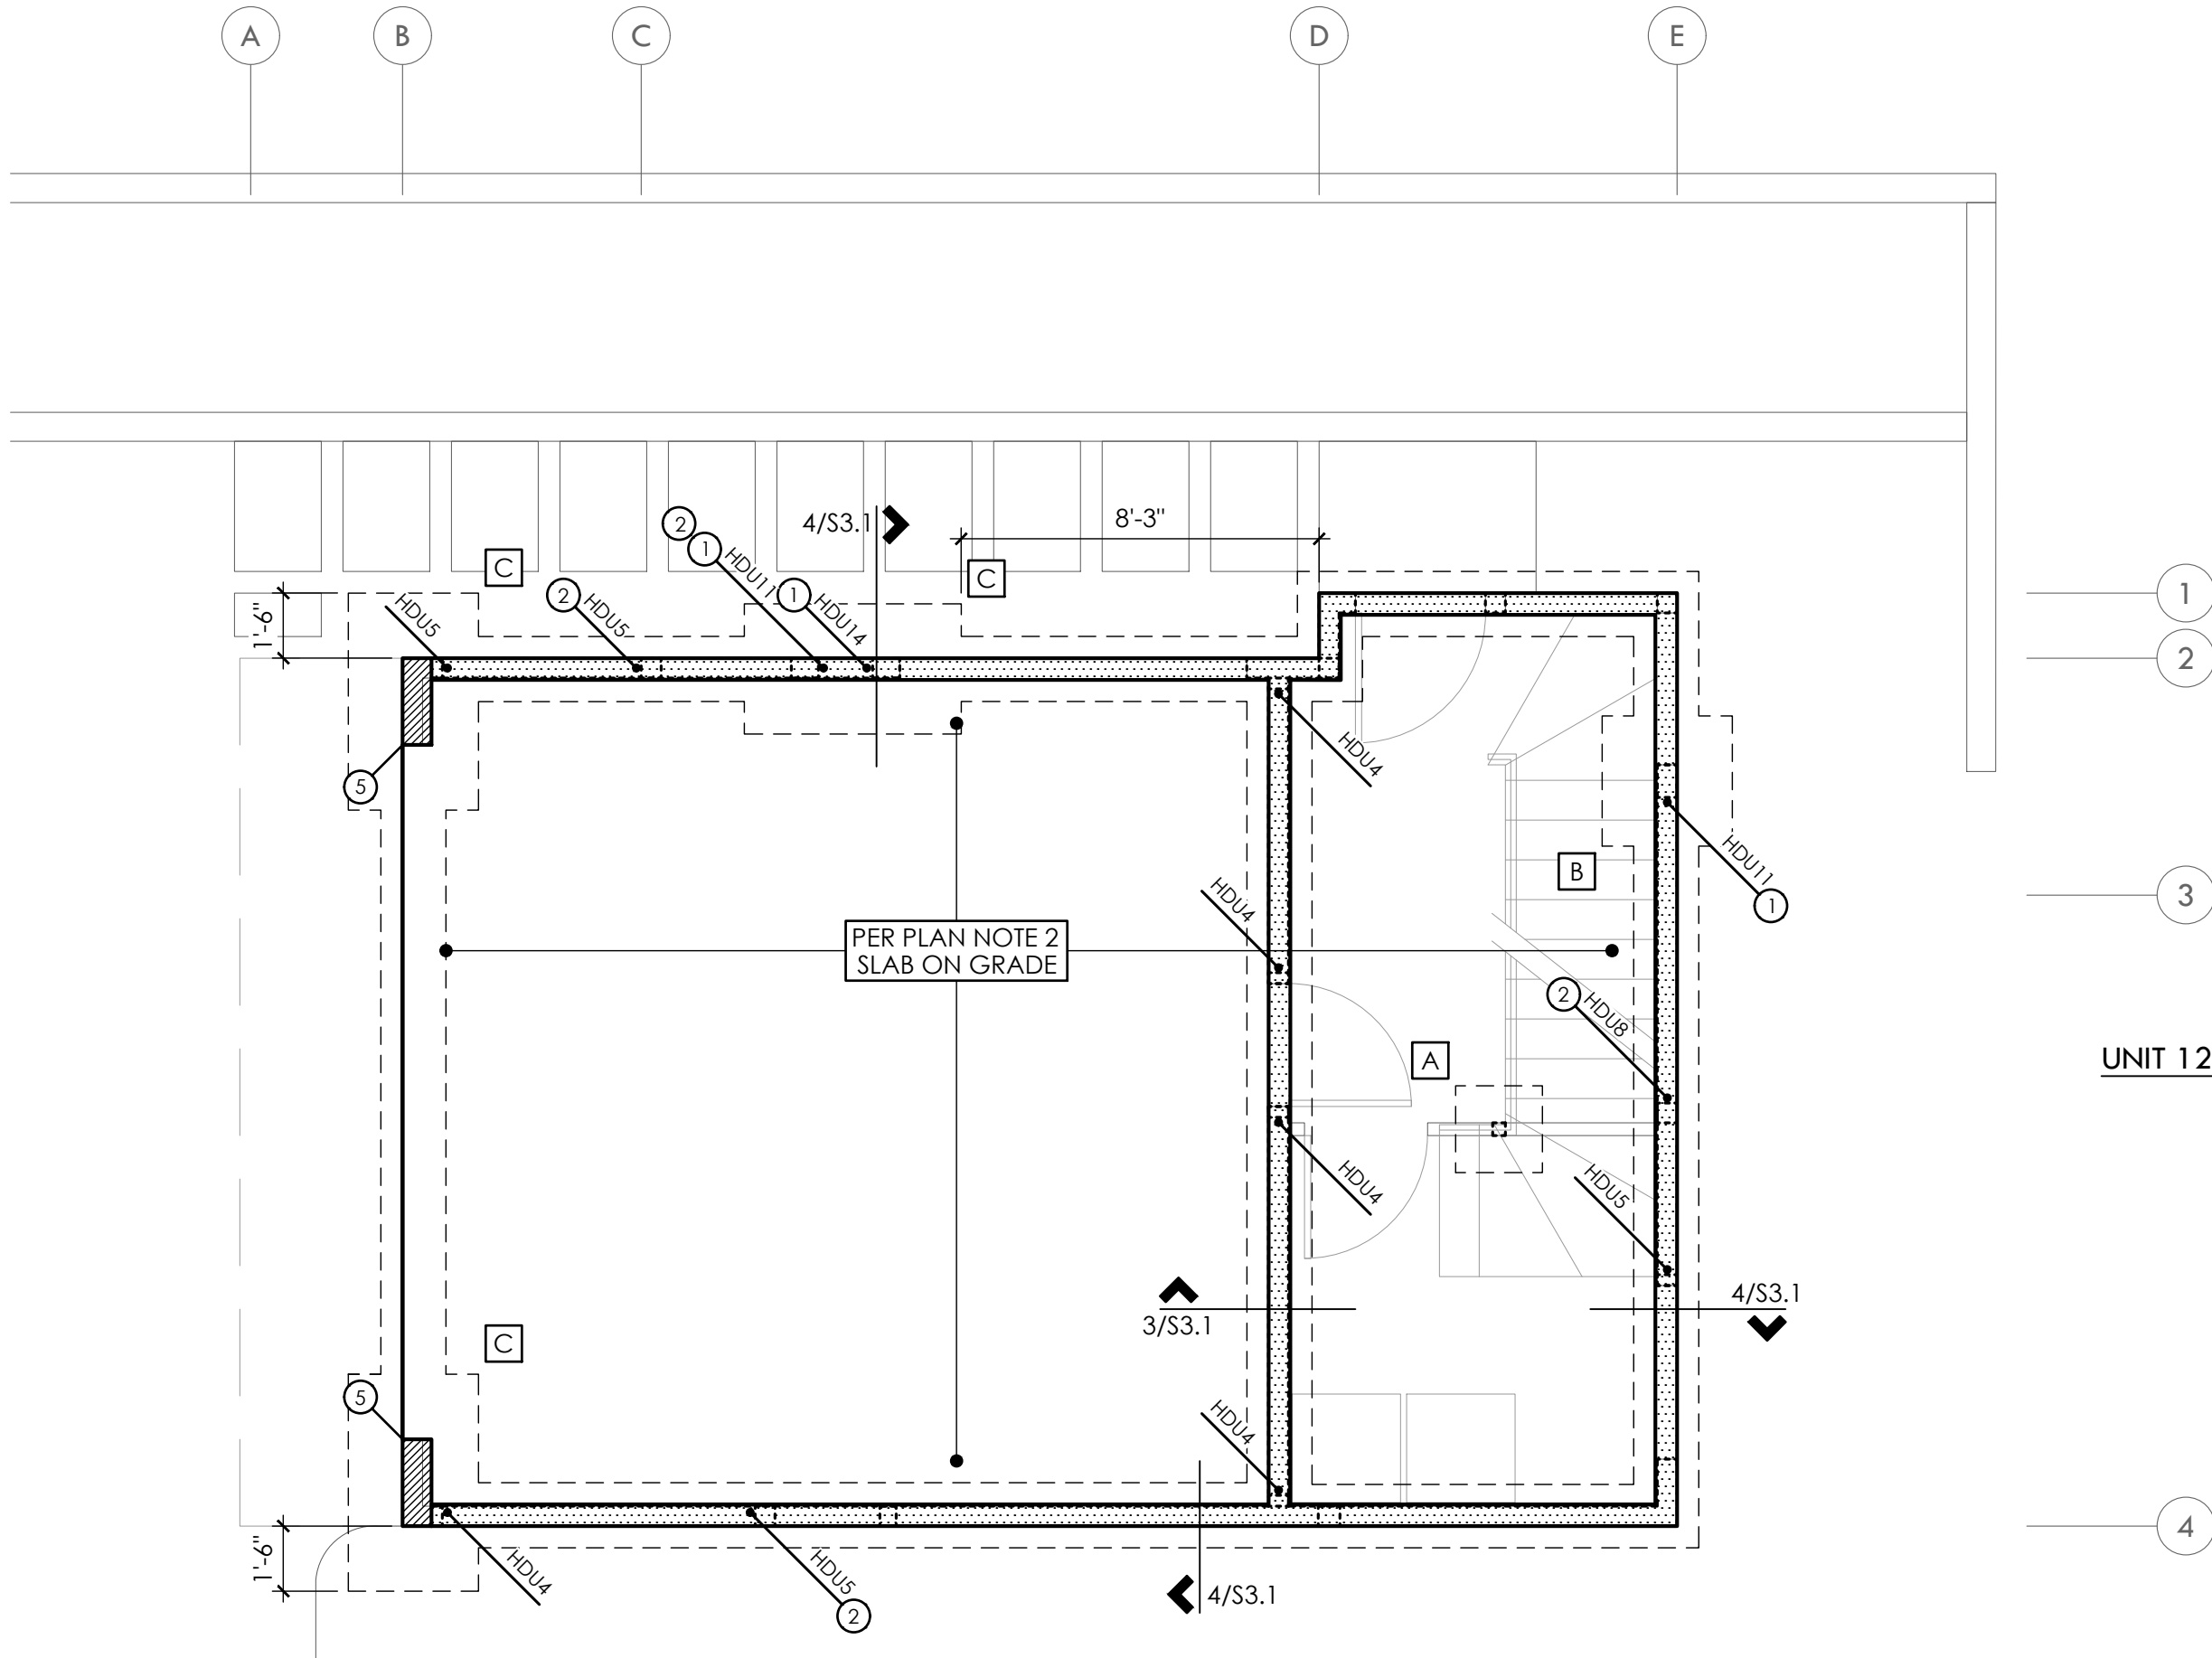 A
B
C
D
E
4/S3.1
8'-3"
2
1
HDU11
C
C
2
HDU5
1
HDU14
HDU5
1'-6"
1
2
HDU4
5
HDU11
B
3
HDU4
1
PER PLAN NOTE 2
SLAB ON GRADE
2
HDU8
A
UNIT 12
HDU4
HDU5
4/S3.1
3/S3.1
C
5
HDU4
1'-6"
4
HDU4
HDU5
4/S3.1
2